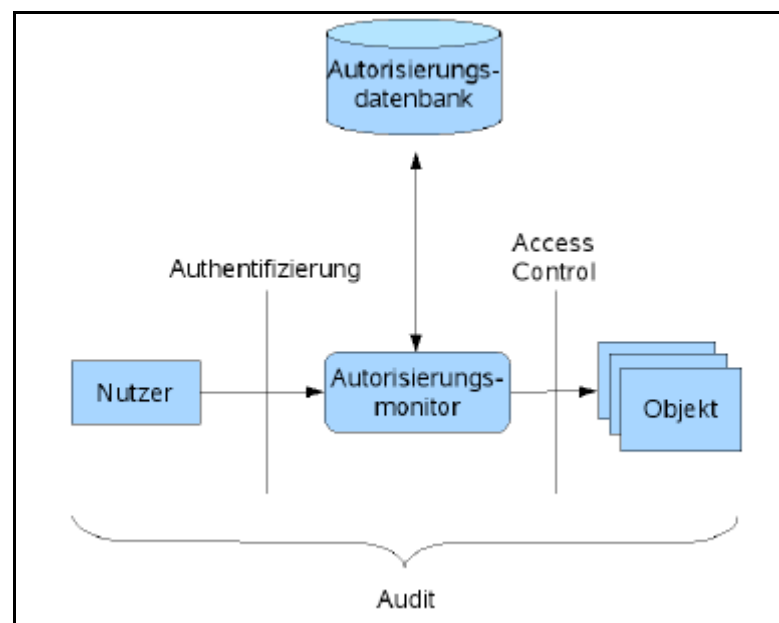 Autorisierungs-
datenbank
Authentifizierung
Access
Control
Nutzer
Autorisierungs-
monitor
Objekt
Audit